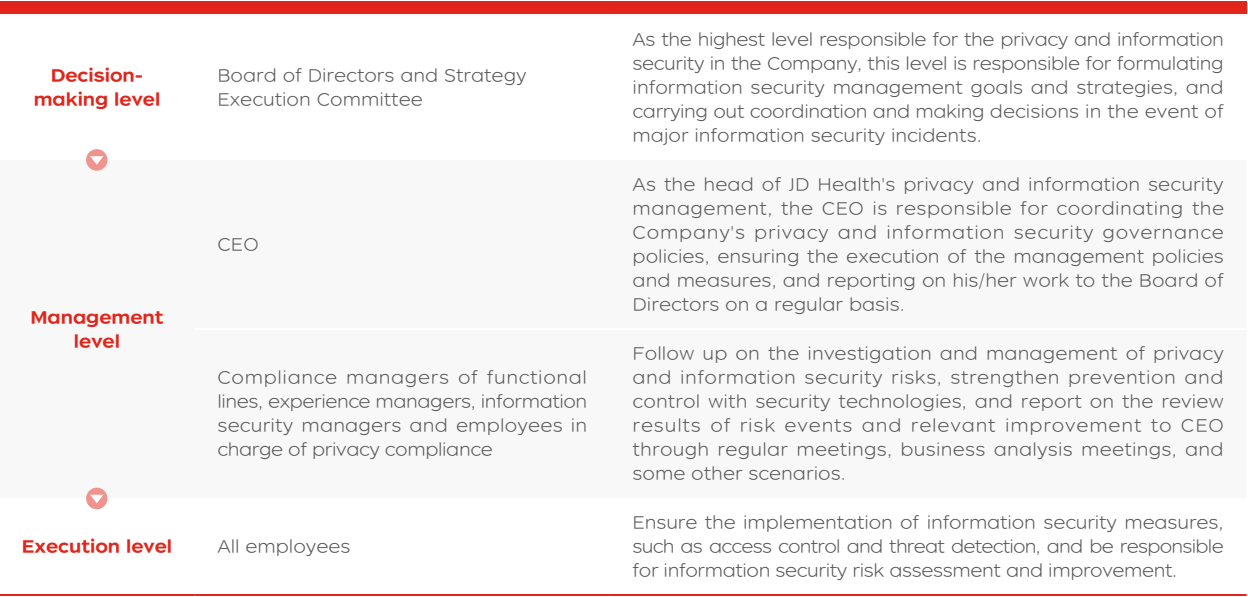 Decision-
making level
Board of Directors and Strategy
Execution Committee
As the highest level responsible for the privacy and information
security in the Company, this level is responsible for formulating
information security management goals and strategies, and
carrying out coordination and making decisions in the event of
major information security incidents.
Management
level
CEO
As the head of JD Health's privacy and information security
management, the CEO is responsible for coordinating the
Company's privacy and information security governance
policies, ensuring the execution of the management policies
and measures, and reporting on his/her work to the Board of
Directors on a regular basis.
Compliance managers of functional
lines, experience managers, information
security managers and employees in
charge of privacy compliance
Follow up on the investigation and management of privacy
and information security risks, strengthen prevention and
control with security technologies, and report on the review
results of risk events and relevant improvement to CEO
through regular meetings, business analysis meetings, and
some other scenarios.
Execution level
All employees
Ensure the implementation of information security measures,
such as access control and threat detection, and be responsible
for information security risk assessment and improvement.